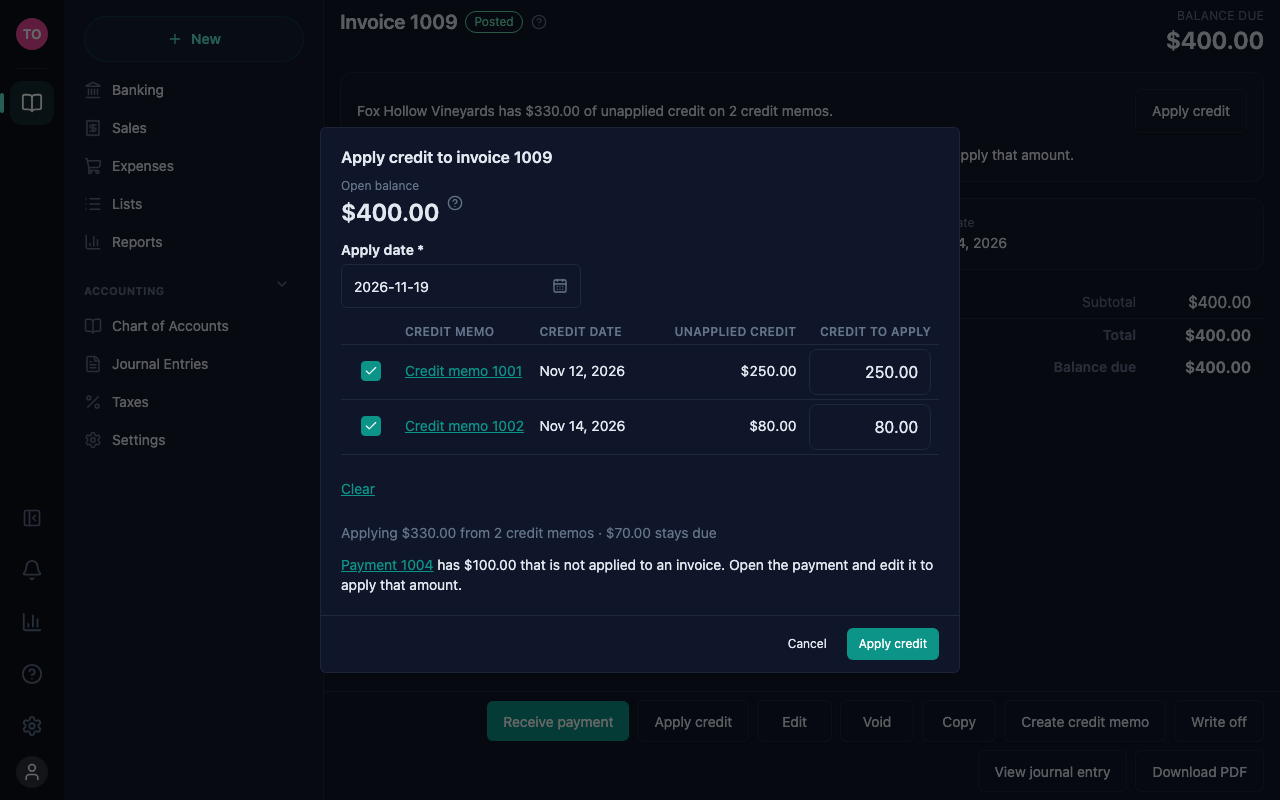 TO
New
Banking
Sales
Expenses
Lists
Reports
ACCOUNTING
Chart of Accounts
Journal Entries
Taxes
Settings
Invoice 1009
Posted
BALANCE DUE
$400.00
Fox Hollow Vineyards has $330.00 of unapplied credit on 2 credit memos.
Apply credit
pply that amount.
ate
4, 2026
Subtotal $400.00
Total $400.00
Balance due $400.00
Apply credit to invoice 1009
Open balance
$400.00
Apply date *
2026-11-19
CREDIT MEMO CREDIT DATE UNAPPLIED CREDIT CREDIT TO APPLY
Credit memo 1001 Nov 12, 2026 $250.00 250.00
Credit memo 1002 Nov 14, 2026 $80.00 80.00
Clear
Applying $330.00 from 2 credit memos · $70.00 stays due
Payment 1004 has $100.00 that is not applied to an invoice. Open the payment and edit it to
apply that amount.
Cancel Apply credit
Receive payment Apply credit Edit Void Copy Create credit memo Write off
View journal entry Download PDF